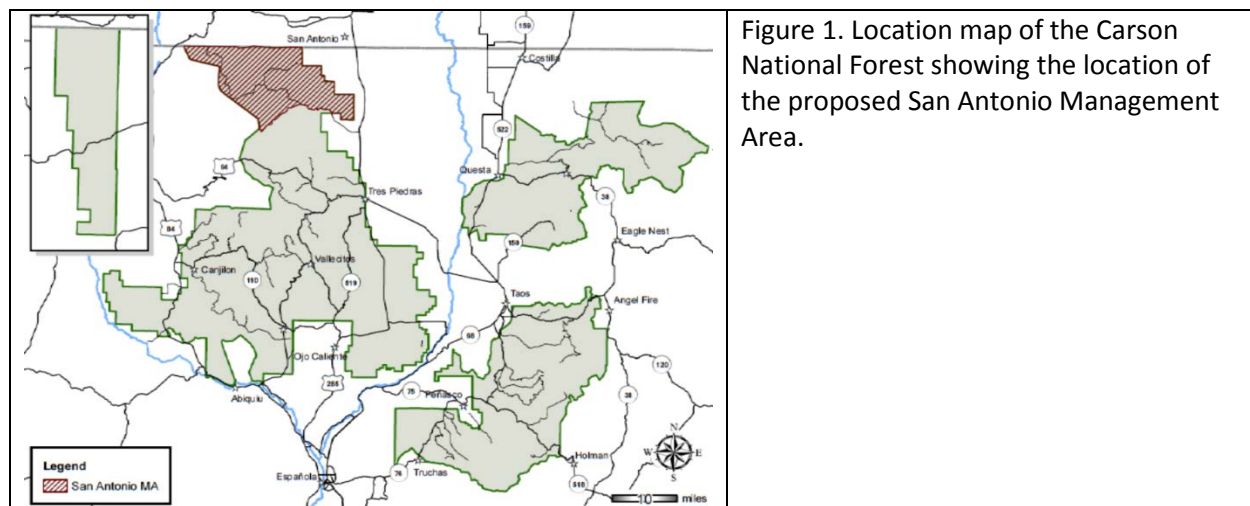 San Antonio
159
Costilla
522
64
Questa
38
Tres Piedras
84
Eagle Nest
150
Canjilon
Vallecitos
110
519
Taos
Angel Fire
68
Ojo Caliente
120
285
75
Abiquiu
Peñasco
38
N
W E
S
Legend
San Antonio MA
Española
76
Truchas
Holman
518
10 miles
Figure 1. Location map of the Carson
National Forest showing the location of
the proposed San Antonio Management
Area.